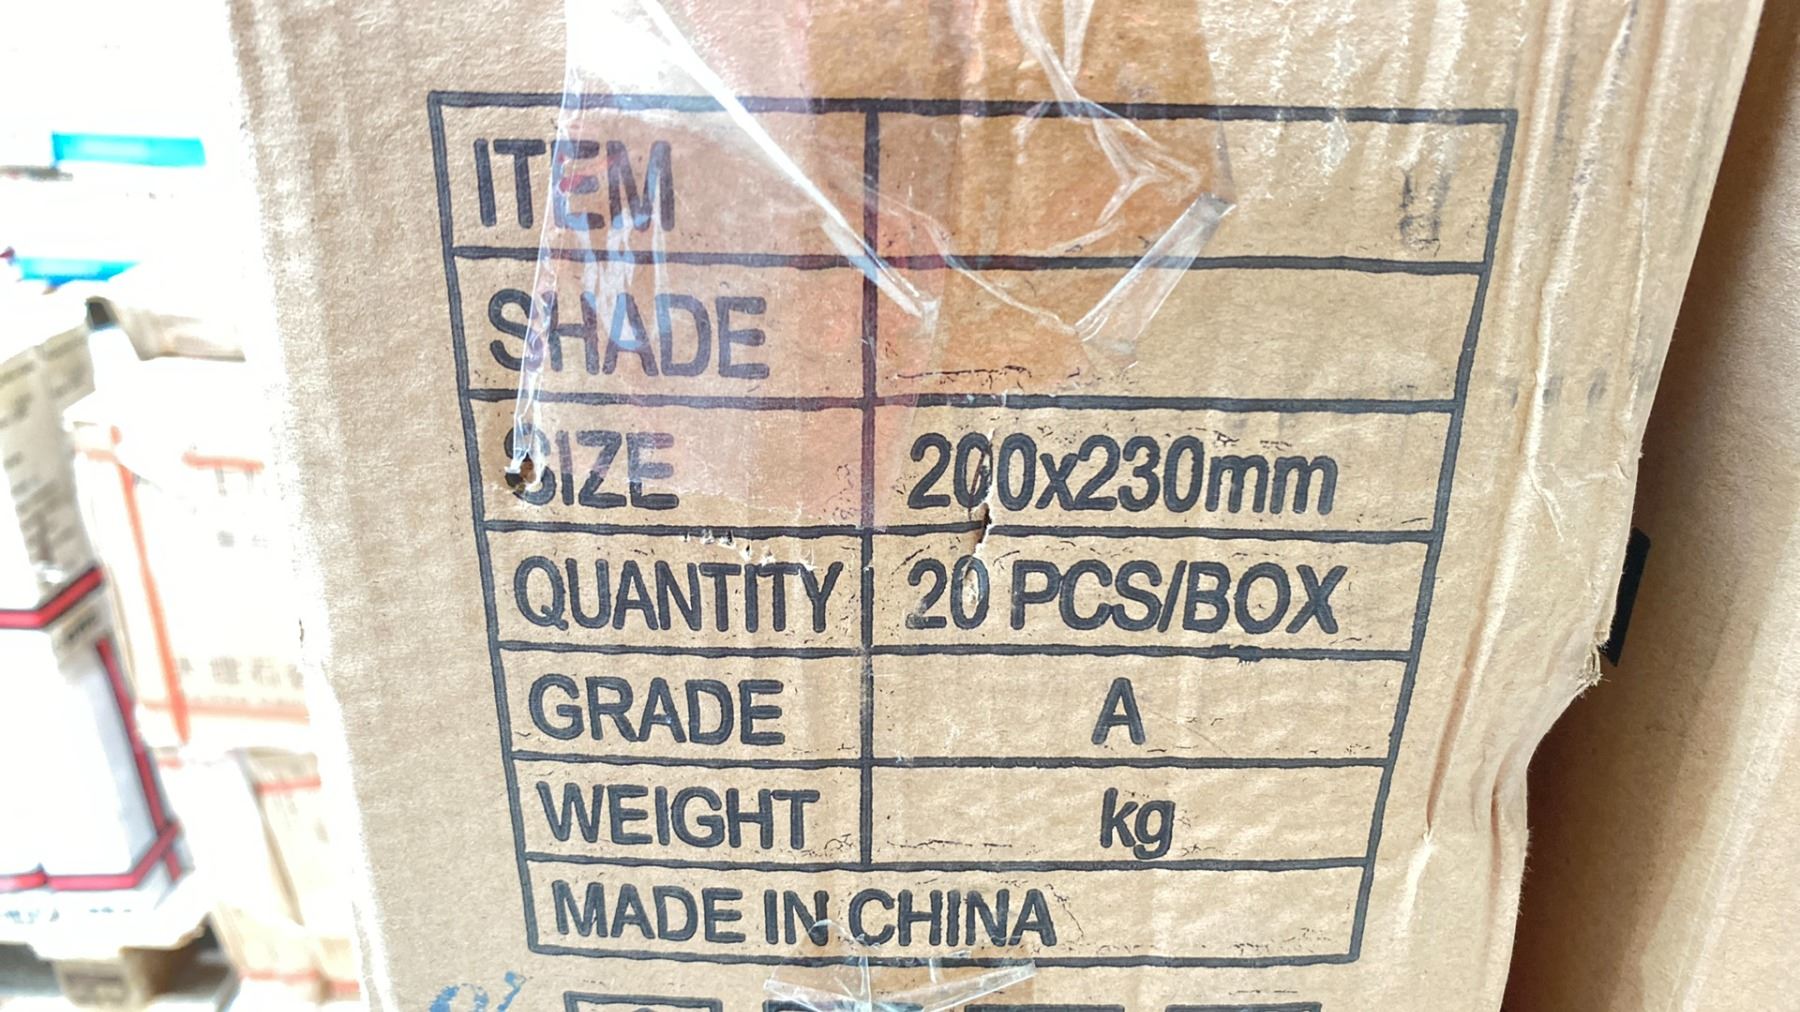 ITEM
SHADE
SIZE 200x230mm
QUANTITY 20 PCS/BOX
GRADE A
WEIGHT kg
MADE IN CHINA